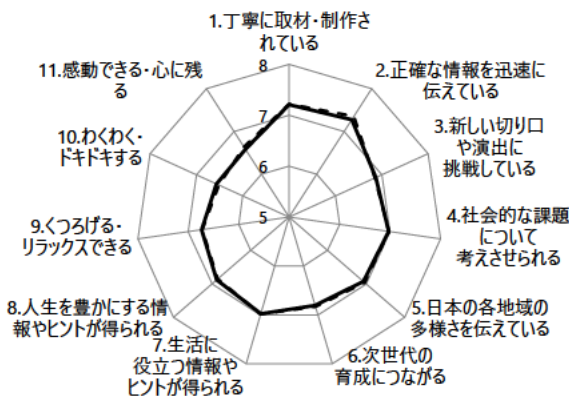 1.丁寧に取材・制作さ
れている
2.正確な情報を迅速に
伝えている
3.新しい切り口
や演出に
挑戦している
4.社会的な課題
について
考えさせられる
5.日本の各地域の
多様さを伝えている
6.次世代の
育成につながる
7.生活に
役立つ情報や
ヒントが得られる
8.人生を豊かにする情
報やヒントが得られる
9.くつろげる・
リラックスできる
10.わくわく・
ドキドキする
11.感動できる・心に残
る
8
7
6
5